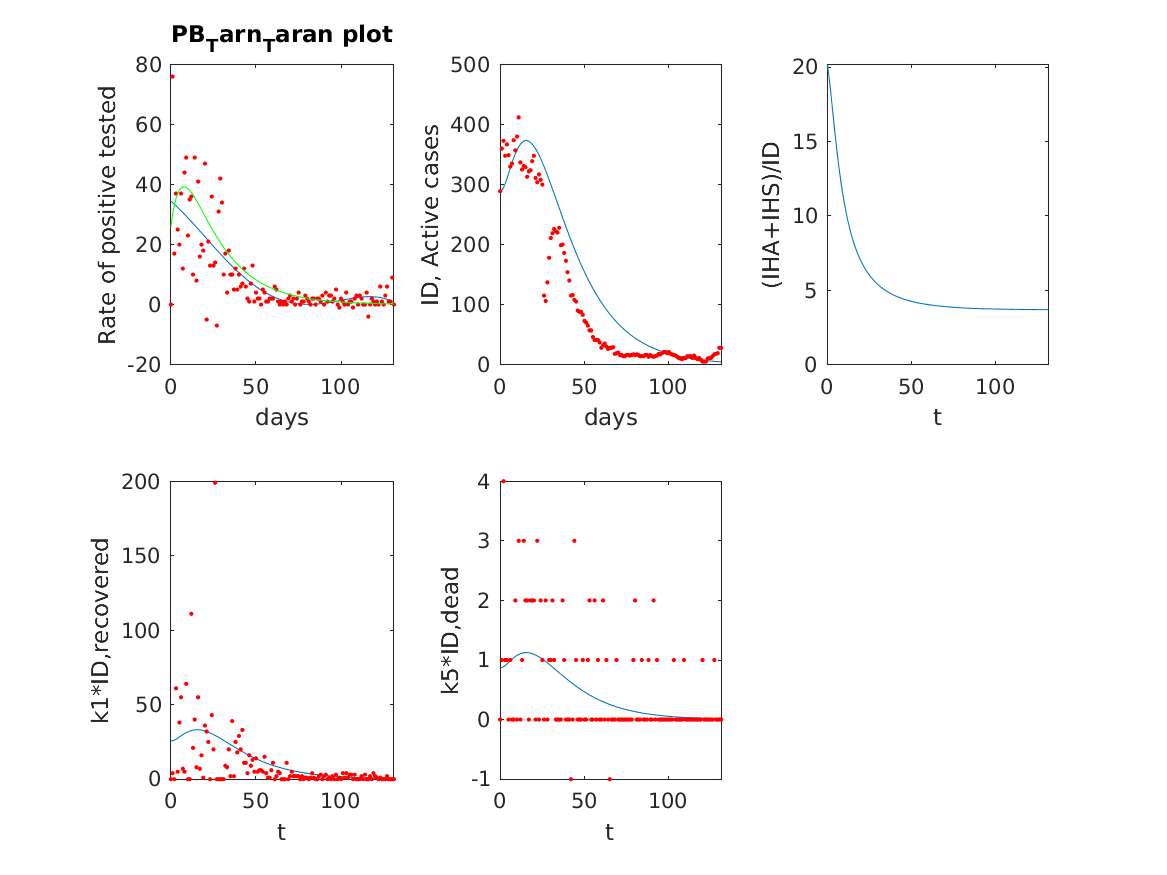 PB_Tarn_Taran plot
80
60
40
20
0
-20
Rate of positive tested
0 50 100
days
500
400
300
200
100
0
ID, Active cases
0 50 100
days
20
15
10
5
0
(IHA+IHS)/ID
0 50 100
t
200
150
100
50
0
k1*ID,recovered
0 50 100
t
4
3
2
1
0
-1
k5*ID,dead
0 50 100
t